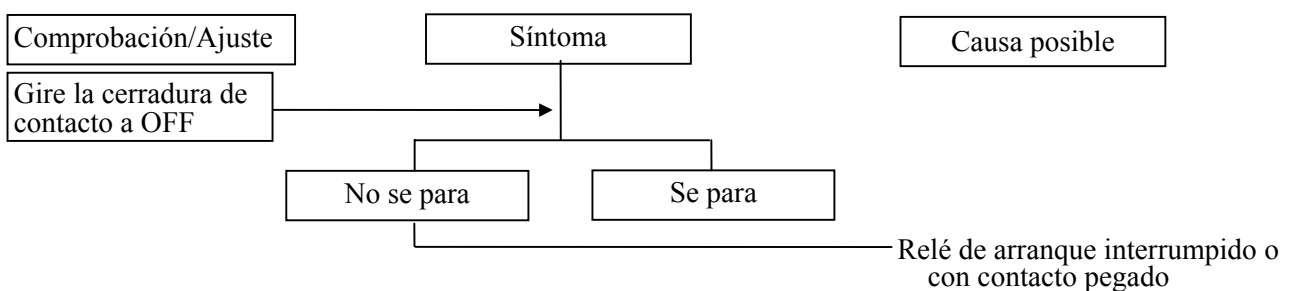 Comprobación/Ajuste
Síntoma
Causa posible
Gire la cerradura de
contacto a OFF
No se para
Se para
Relé de arranque interrumpido o
con contacto pegado